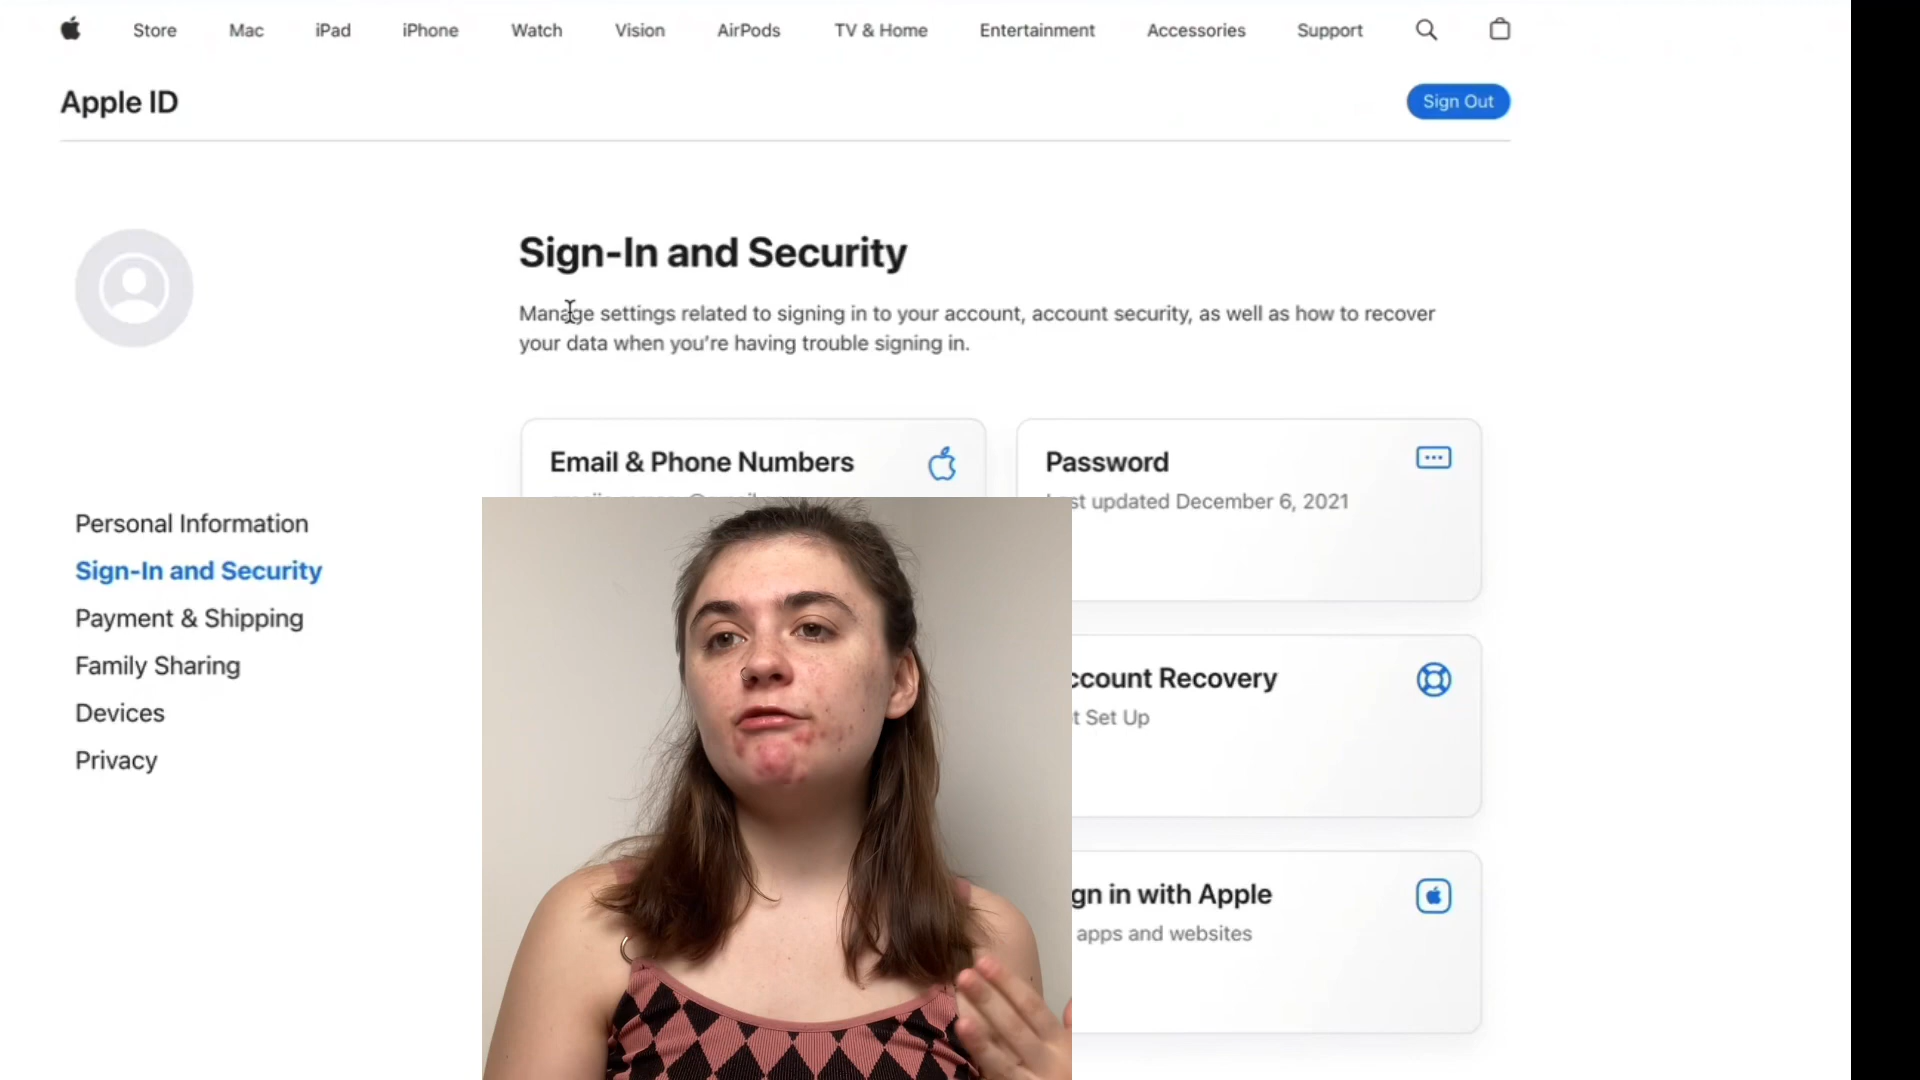 Store Mac iPad iPhone Watch Vision AirPods TV & Home Entertainment Accessories Support
Apple ID
Sign Out
Sign-In and Security
Manage settings related to signing in to your account, account security, as well as how to recover
your data when you're having trouble signing in.
Email & Phone Numbers
Password
updated December 6, 2021
Personal Information
Sign-In and Security
Payment & Shipping
Family Sharing
Devices
Privacy
Recovery
Set Up
in with Apple
apps and websites